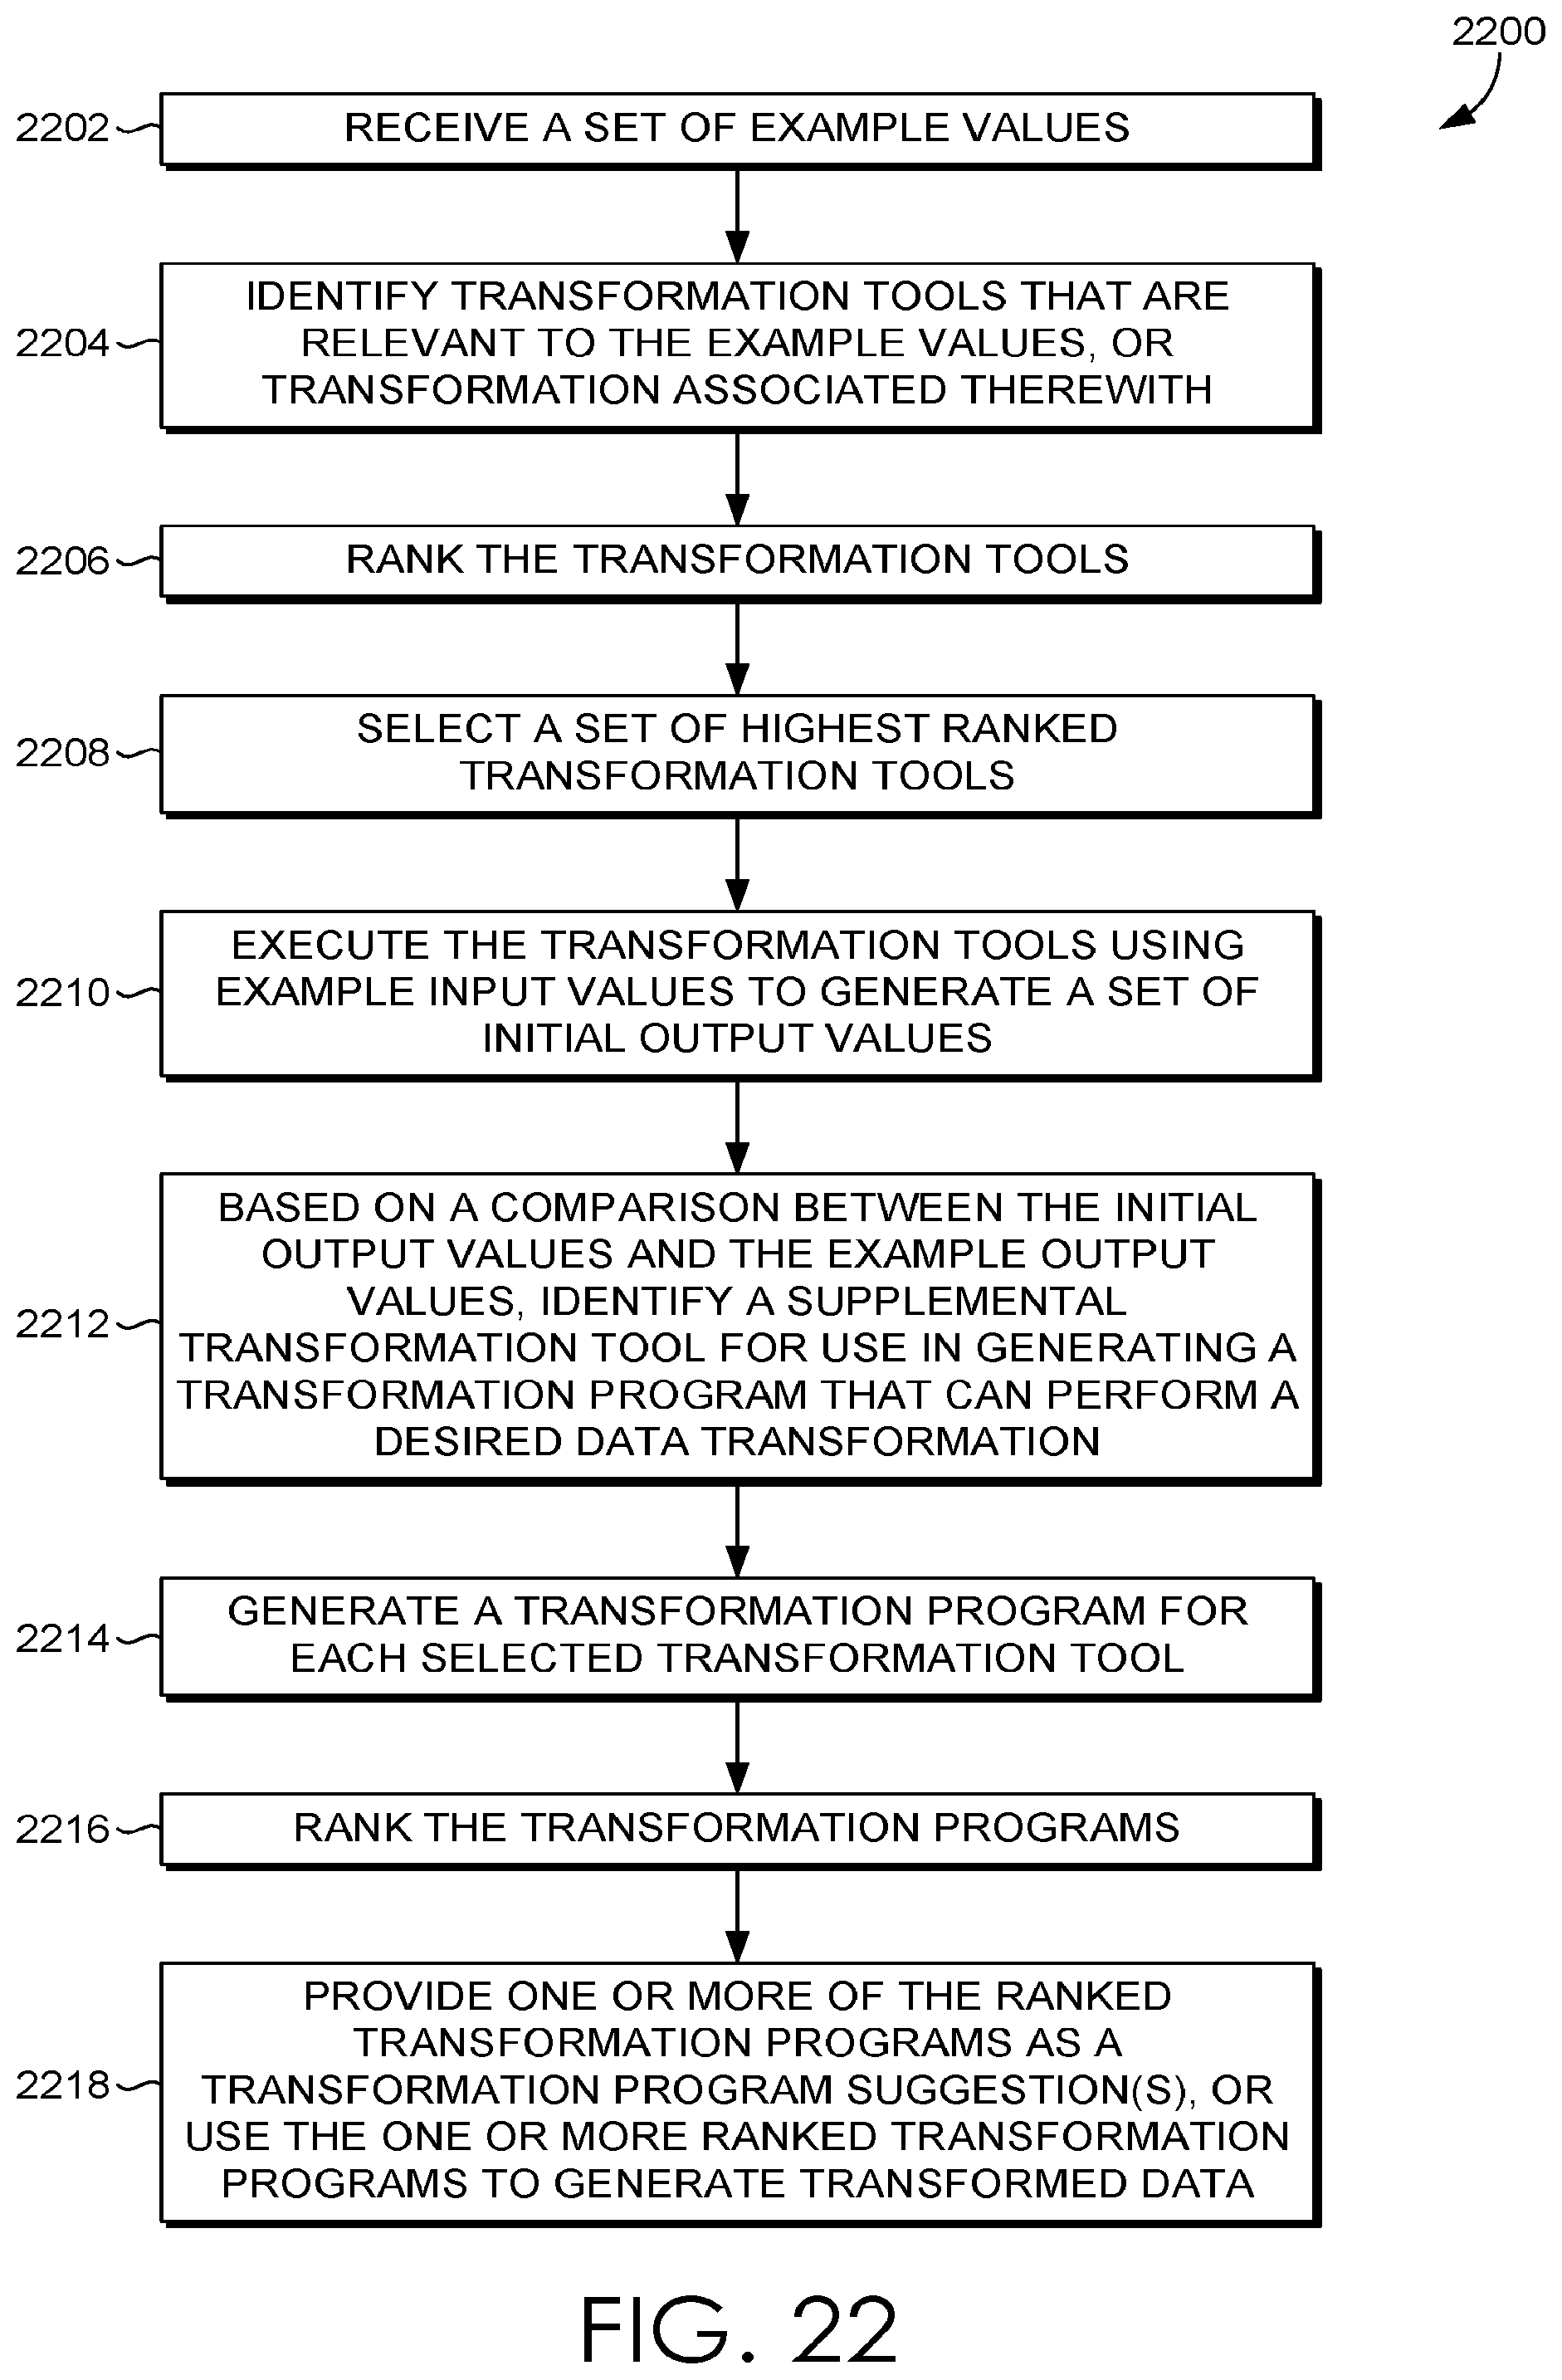 2200
2202
RECEIVE A SET OF EXAMPLE VALUES
2204
IDENTIFY TRANSFORMATION TOOLS THAT ARE
RELEVANT TO THE EXAMPLE VALUES, OR
TRANSFORMATION ASSOCIATED THEREWITH
2206
RANK THE TRANSFORMATION TOOLS
2208
SELECT A SET OF HIGHEST RANKED
TRANSFORMATION TOOLS
2210
EXECUTE THE TRANSFORMATION TOOLS USING
EXAMPLE INPUT VALUES TO GENERATE A SET OF
INITIAL OUTPUT VALUES
2212
BASED ON A COMPARISON BETWEEN THE INITIAL
OUTPUT VALUES AND THE EXAMPLE OUTPUT
VALUES, IDENTIFY A SUPPLEMENTAL
TRANSFORMATION TOOL FOR USE IN GENERATING A
TRANSFORMATION PROGRAM THAT CAN PERFORM A
DESIRED DATA TRANSFORMATION
2214
GENERATE A TRANSFORMATION PROGRAM FOR
EACH SELECTED TRANSFORMATION TOOL
2216
RANK THE TRANSFORMATION PROGRAMS
2218
PROVIDE ONE OR MORE OF THE RANKED
TRANSFORMATION PROGRAMS AS A
TRANSFORMATION PROGRAM SUGGESTION(S), OR
USE THE ONE OR MORE RANKED TRANSFORMATION
PROGRAMS TO GENERATE TRANSFORMED DATA
FIG. 22